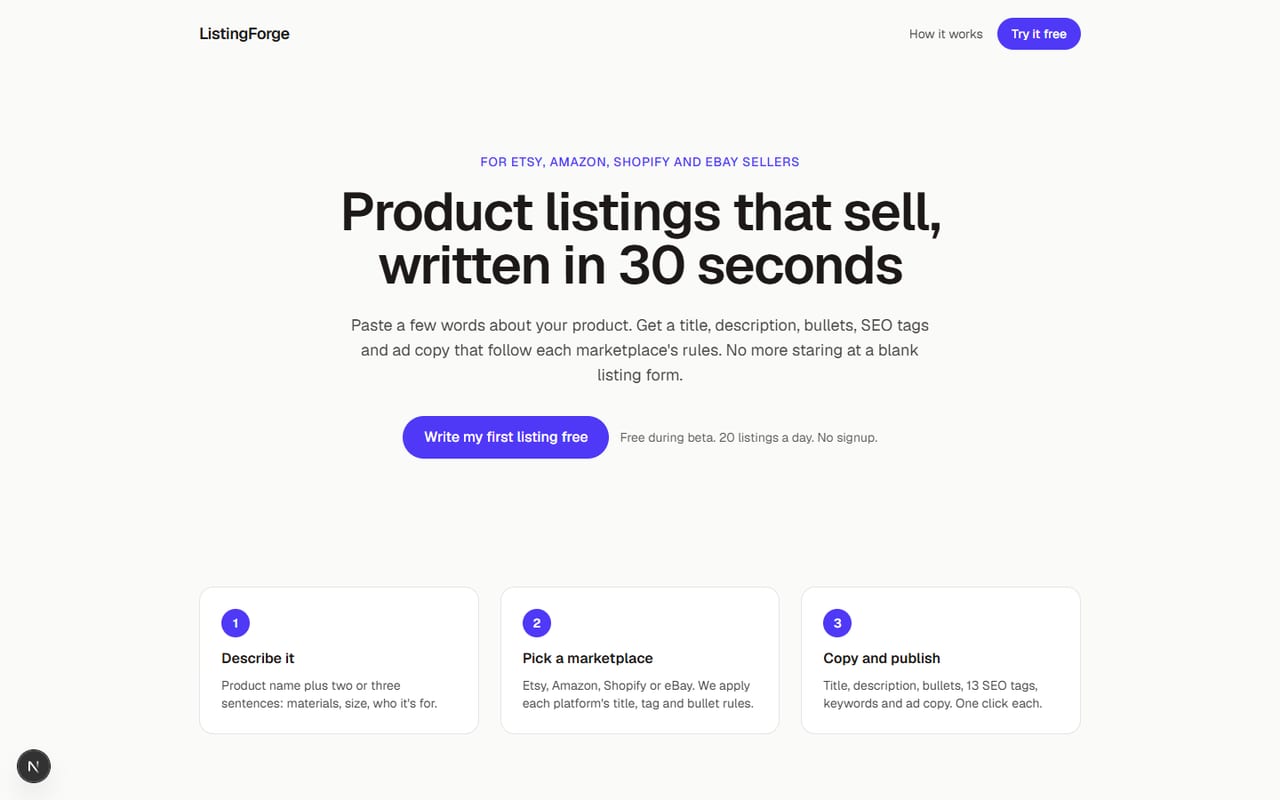 ListingForge
How it works
Try it free
FOR ETSY, AMAZON, SHOPIFY AND EBAY SELLERS
Product listings that sell,
written in 30 seconds
Paste a few words about your product. Get a title, description, bullets, SEO tags
and ad copy that follow each marketplace's rules. No more staring at a blank
listing form.
Write my first listing free
Free during beta. 20 listings a day. No signup.
1
Describe it
Product name plus two or three
sentences: materials, size, who it's for.
2
Pick a marketplace
Etsy, Amazon, Shopify or eBay. We apply
each platform's title, tag and bullet rules.
3
Copy and publish
Title, description, bullets, 13 SEO tags,
keywords and ad copy. One click each.
N